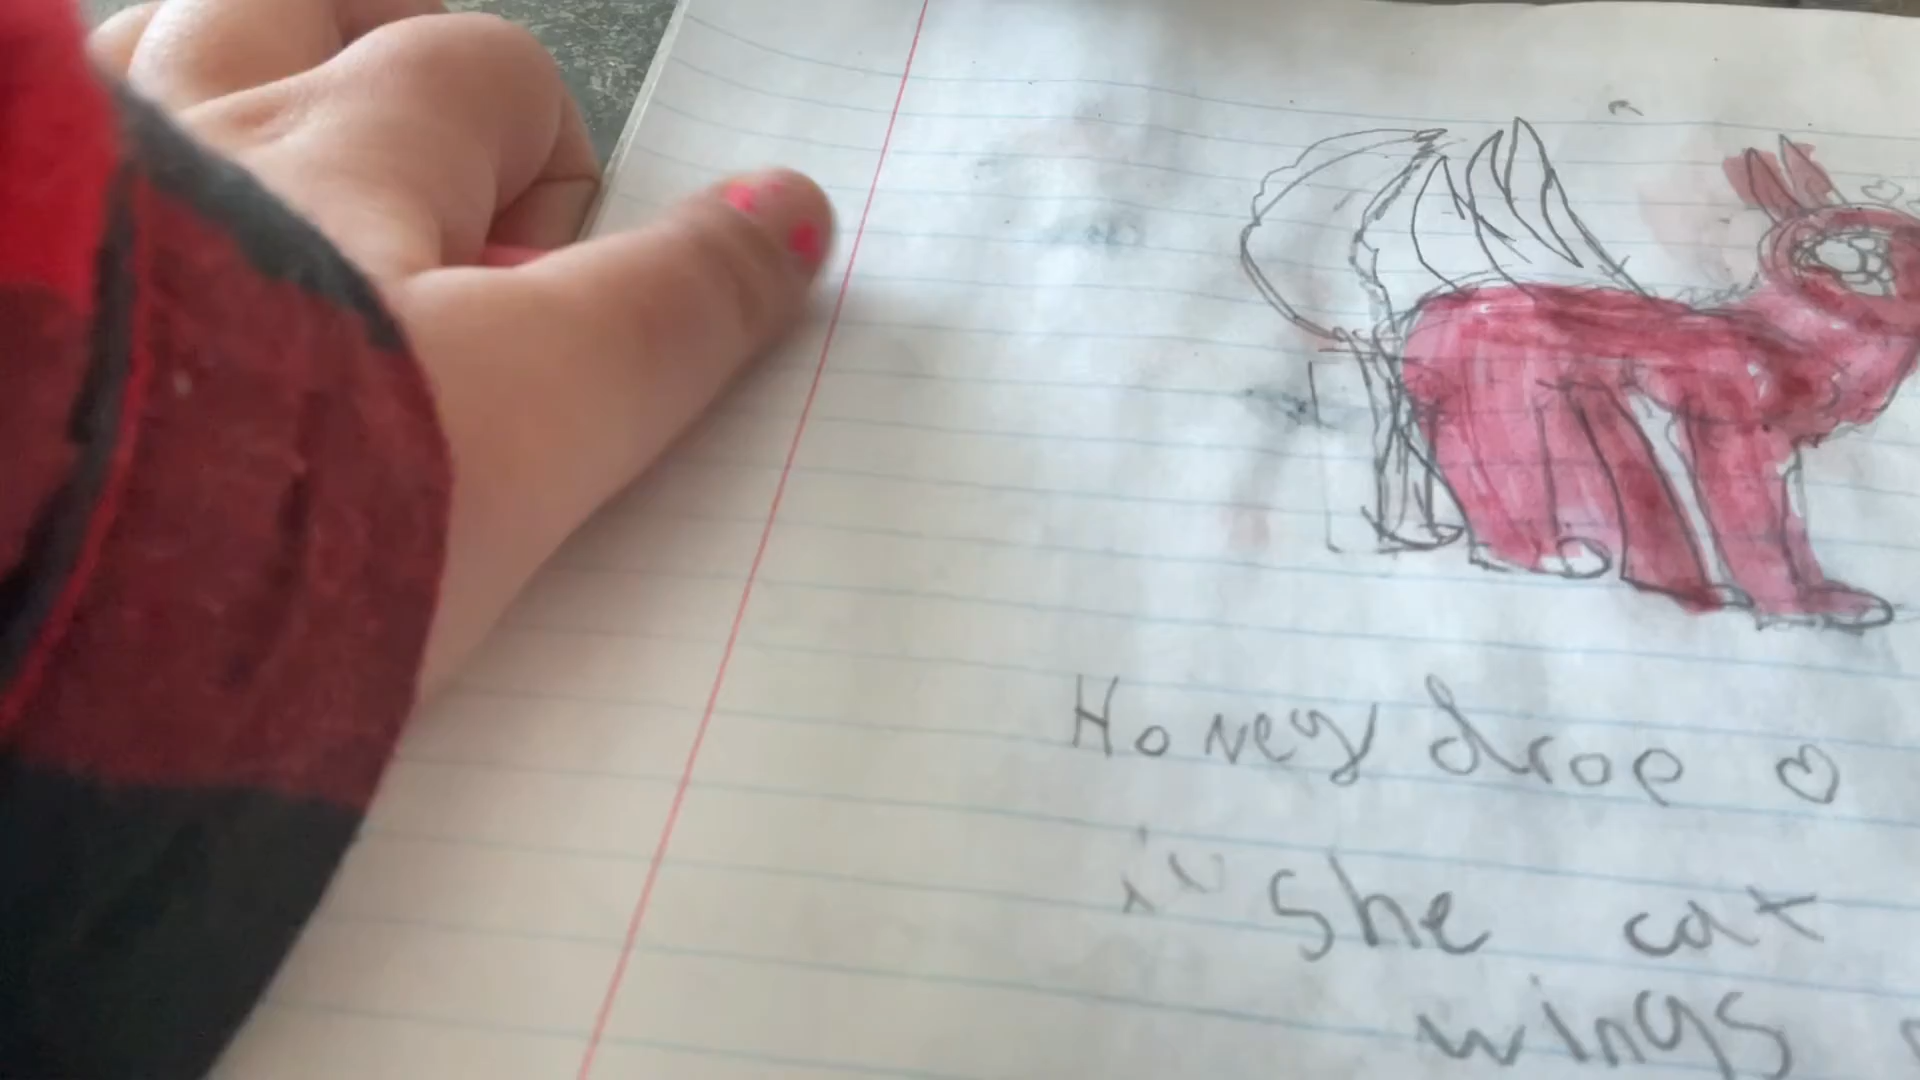 Honey drop ♡
she cat
wings